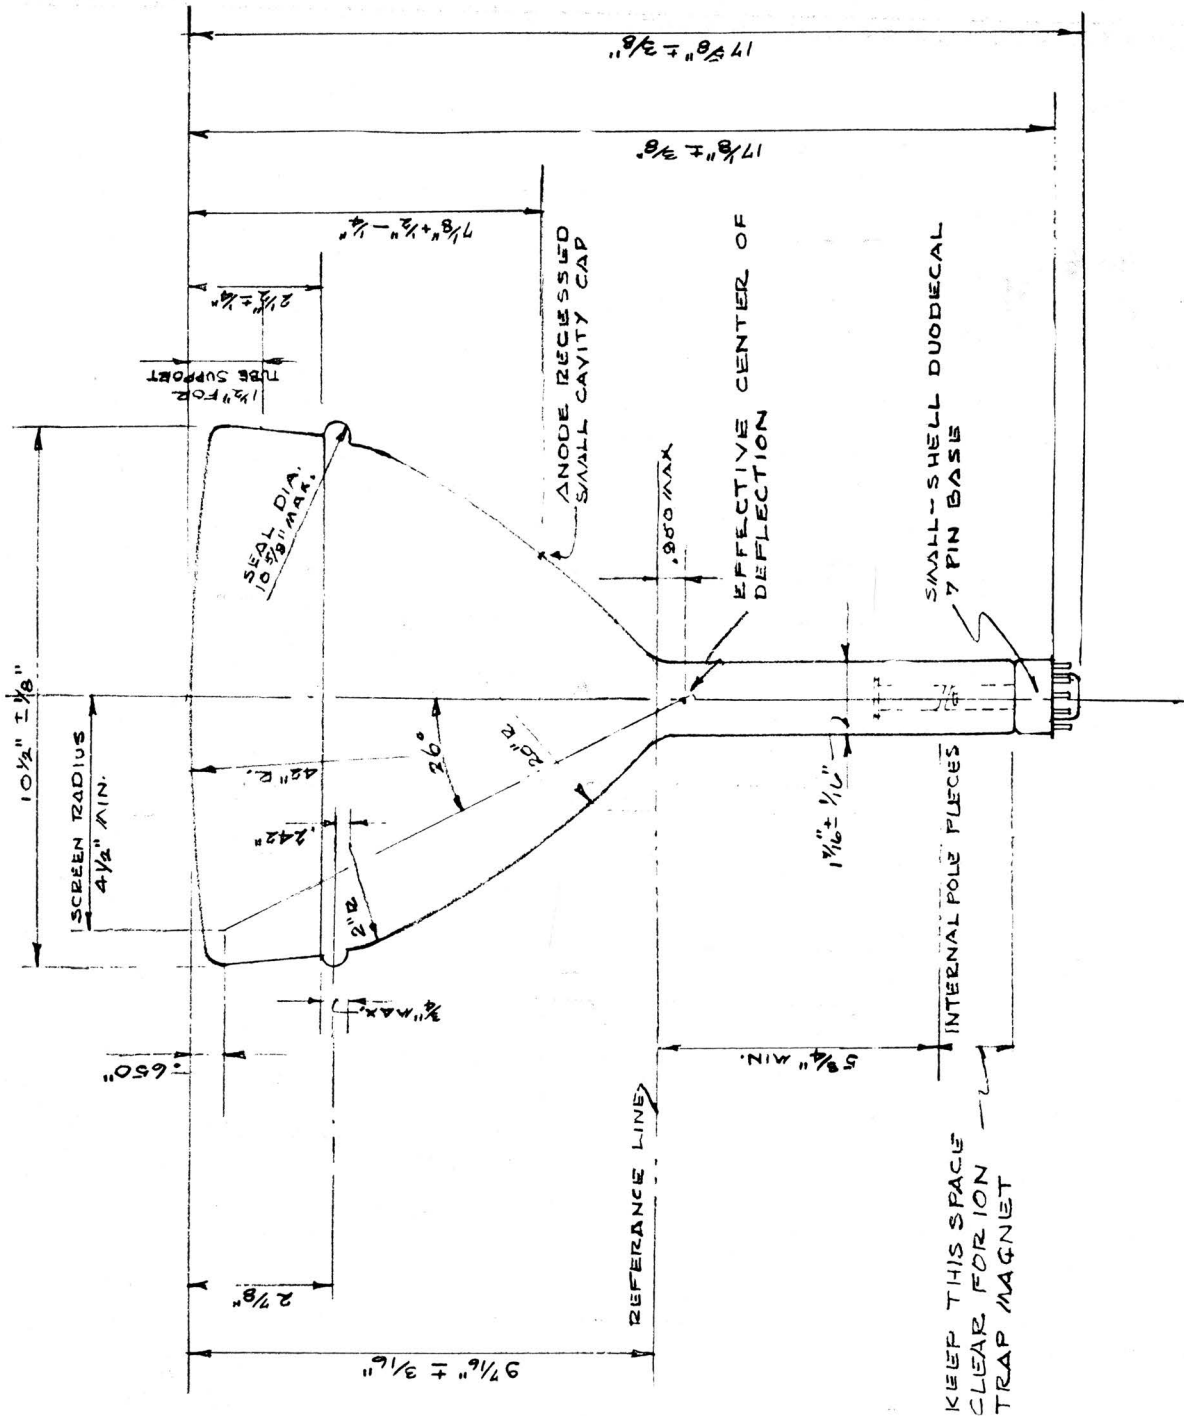 17 5/8" ± 3/8"
17 1/8" ± 3/8"
7 1/8" + 1/2" - 1/4"
2 1/2" ± 1/4"
1 1/2" FOR
TUBE SUPPORT
ANODE RECESSED
SMALL CAVITY CAP
EFFECTIVE CENTER OF
DEFLECTION
SMALL-SHELL DUODECAL
7 PIN BASE
SEAL DIA.
10 5/8" MAX.
10 1/2" ± 1/8"
SCREEN RADIUS
4 1/2" MIN.
42" R.
26°
20" R
.242"
2" R
3/4" MAX.
.650"
1 7/16" ± 1/16"
INTERNAL POLE PIECES
5 3/4" MIN.
REFERANCE LINE
2 7/8"
9 7/16" ± 3/16"
KEEP THIS SPACE
CLEAR FOR ION
TRAP MAGNET